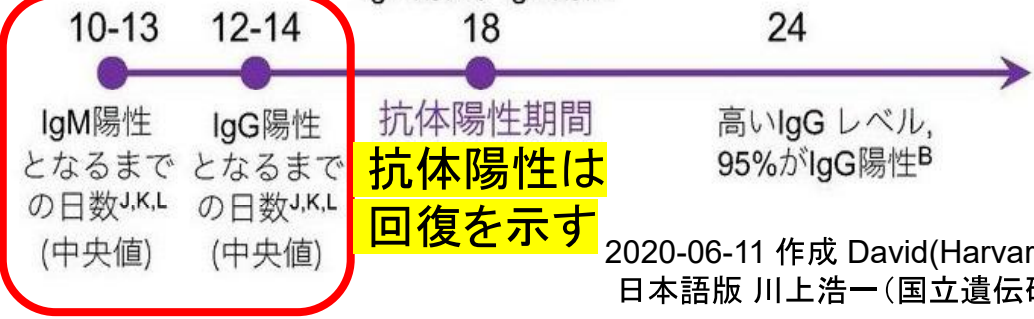 10-13 12-14 18 24
IgM陽性
となるまで
の日数J,K,L
(中央値)
IgG陽性
となるまで
の日数J,K,L
(中央値)
抗体陽性期間
抗体陽性は
回復を示す
高いIgG レベル,
95%がIgG陽性B
2020-06-11 作成 David(Harvar
日本語版 川上浩一（国立遺伝